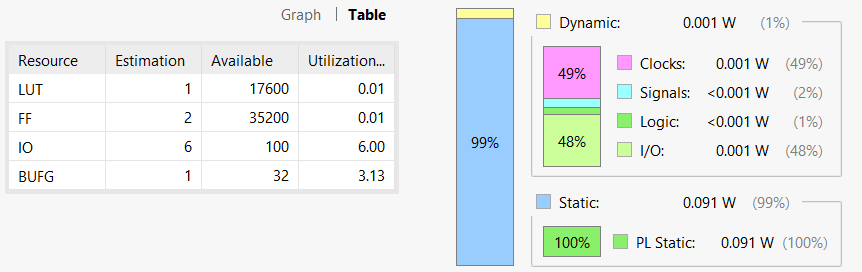 Graph | Table
Resource Estimation Available Utilization...
LUT 1 17600 0.01
FF 2 35200 0.01
IO 6 100 6.00
BUFG 1 32 3.13
99%
Dynamic: 0.001 W (1%)
49%
48%
Clocks: 0.001 W (49%)
Signals: <0.001 W (2%)
Logic: <0.001 W (1%)
I/O: 0.001 W (48%)
Static: 0.091 W (99%)
100%
PL Static: 0.091 W (100%)